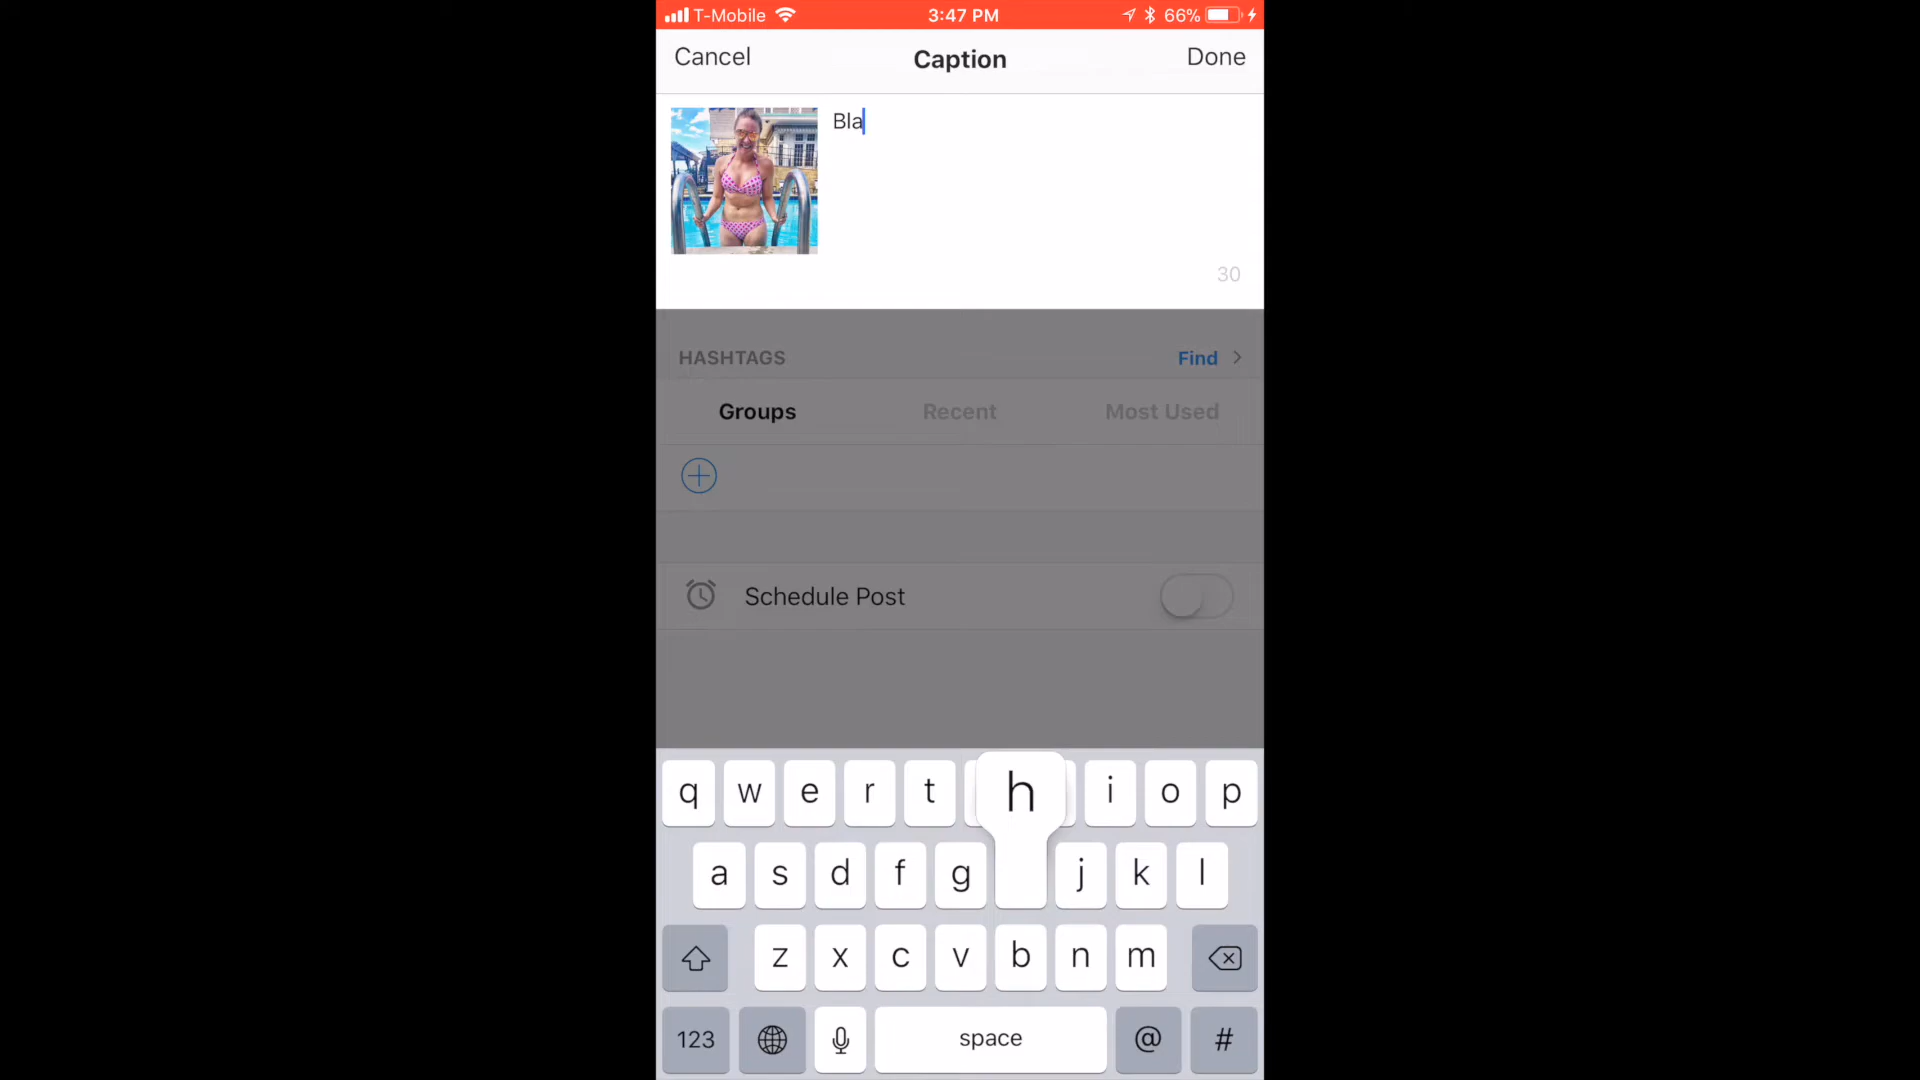 T-Mobile 3:47 PM 66%
Cancel Caption Done
Bla
30
HASHTAGS Find
Groups Recent Most Used
Schedule Post
q w e r t h i o p
a s d f g j k l
z x c v b n m
123 space @ #